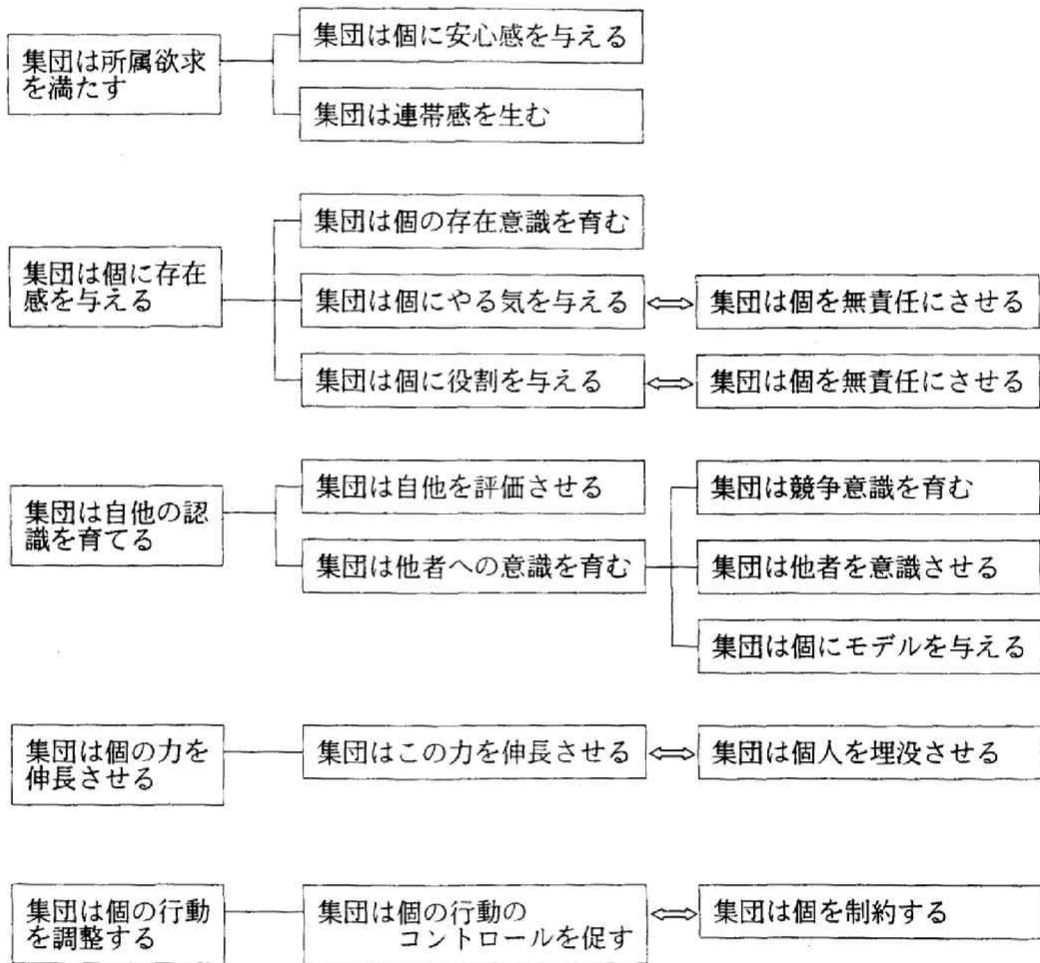 集団は所属欲求
を満たす
集団は個に安心感を与える
集団は連帯感を生む
集団は個に存在
感を与える
集団は個の存在意識を育む
集団は個にやる気を与える
集団は個を無責任にさせる
集団は個に役割を与える
集団は個を無責任にさせる
集団は自他の認
識を育てる
集団は自他を評価させる
集団は他者への意識を育む
集団は競争意識を育む
集団は他者を意識させる
集団は個にモデルを与える
集団は個の力を
伸長させる
集団はこの力を伸長させる
集団は個人を埋没させる
集団は個の行動
を調整する
集団は個の行動の
コントロールを促す
集団は個を制約する